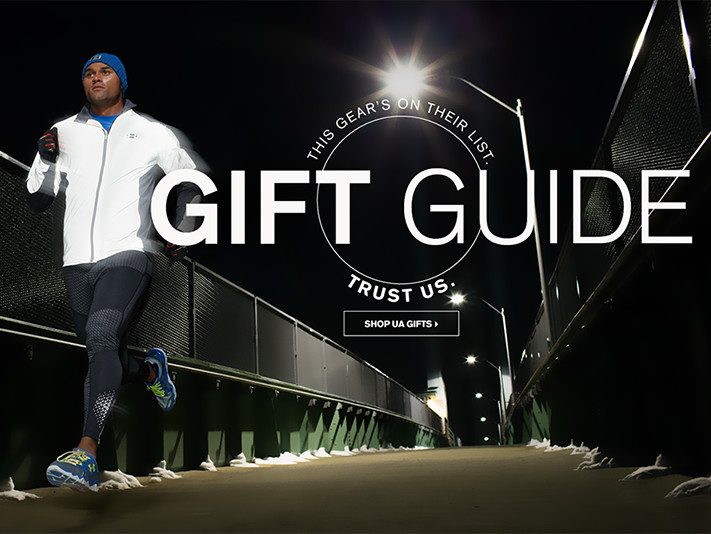 THIS GEAR'S ON THEIR LIST.
GIFT GUIDE
TRUST US.
SHOP UA GIFTS